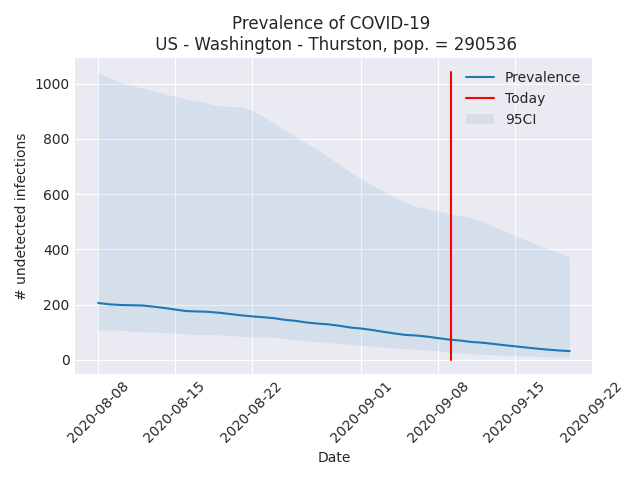 Prevalence of COVID-19
US - Washington - Thurston, pop. = 290536
Prevalence
Today
95CI
# undetected infections
1000
800
600
400
200
0
2020-08-08
2020-08-15
2020-08-22
2020-09-01
2020-09-08
2020-09-15
2020-09-22
Date